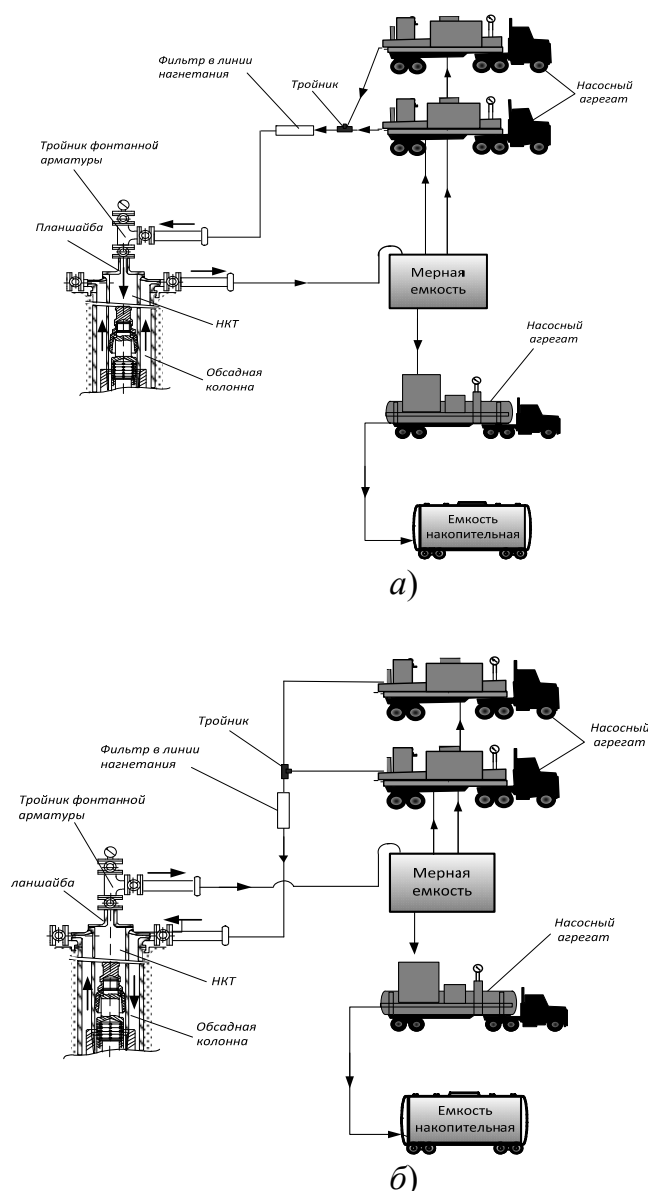 Фильтр в линии
нагнетания
Тройник
Насосный
агрегат
Тройник фонтанной
арматуры
Планшайба
Мерная
емкость
НКТ
Обсадная
колонна
Насосный
агрегат
Емкость
накопительная
а)
Тройник
Насосный
агрегат
Фильтр в линии
нагнетания
Тройник фонтанной
арматуры
ланшайба
Мерная
емкость
Насосный
агрегат
НКТ
Обсадная
колонна
Емкость
накопительная
б)